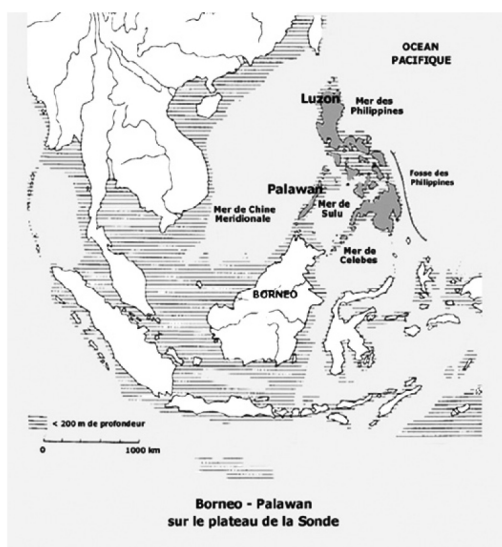 OCEAN
PACIFIQUE
Luzon
Mer des
Philippines
Fosse des
Philippines
Palawan
Mer de Chine
Meridionale
Mer de
Sulu
Mer de
Celebes
BORNEO
< 200 m de profondeur
0 1000 km
Borneo - Palawan
sur le plateau de la Sonde